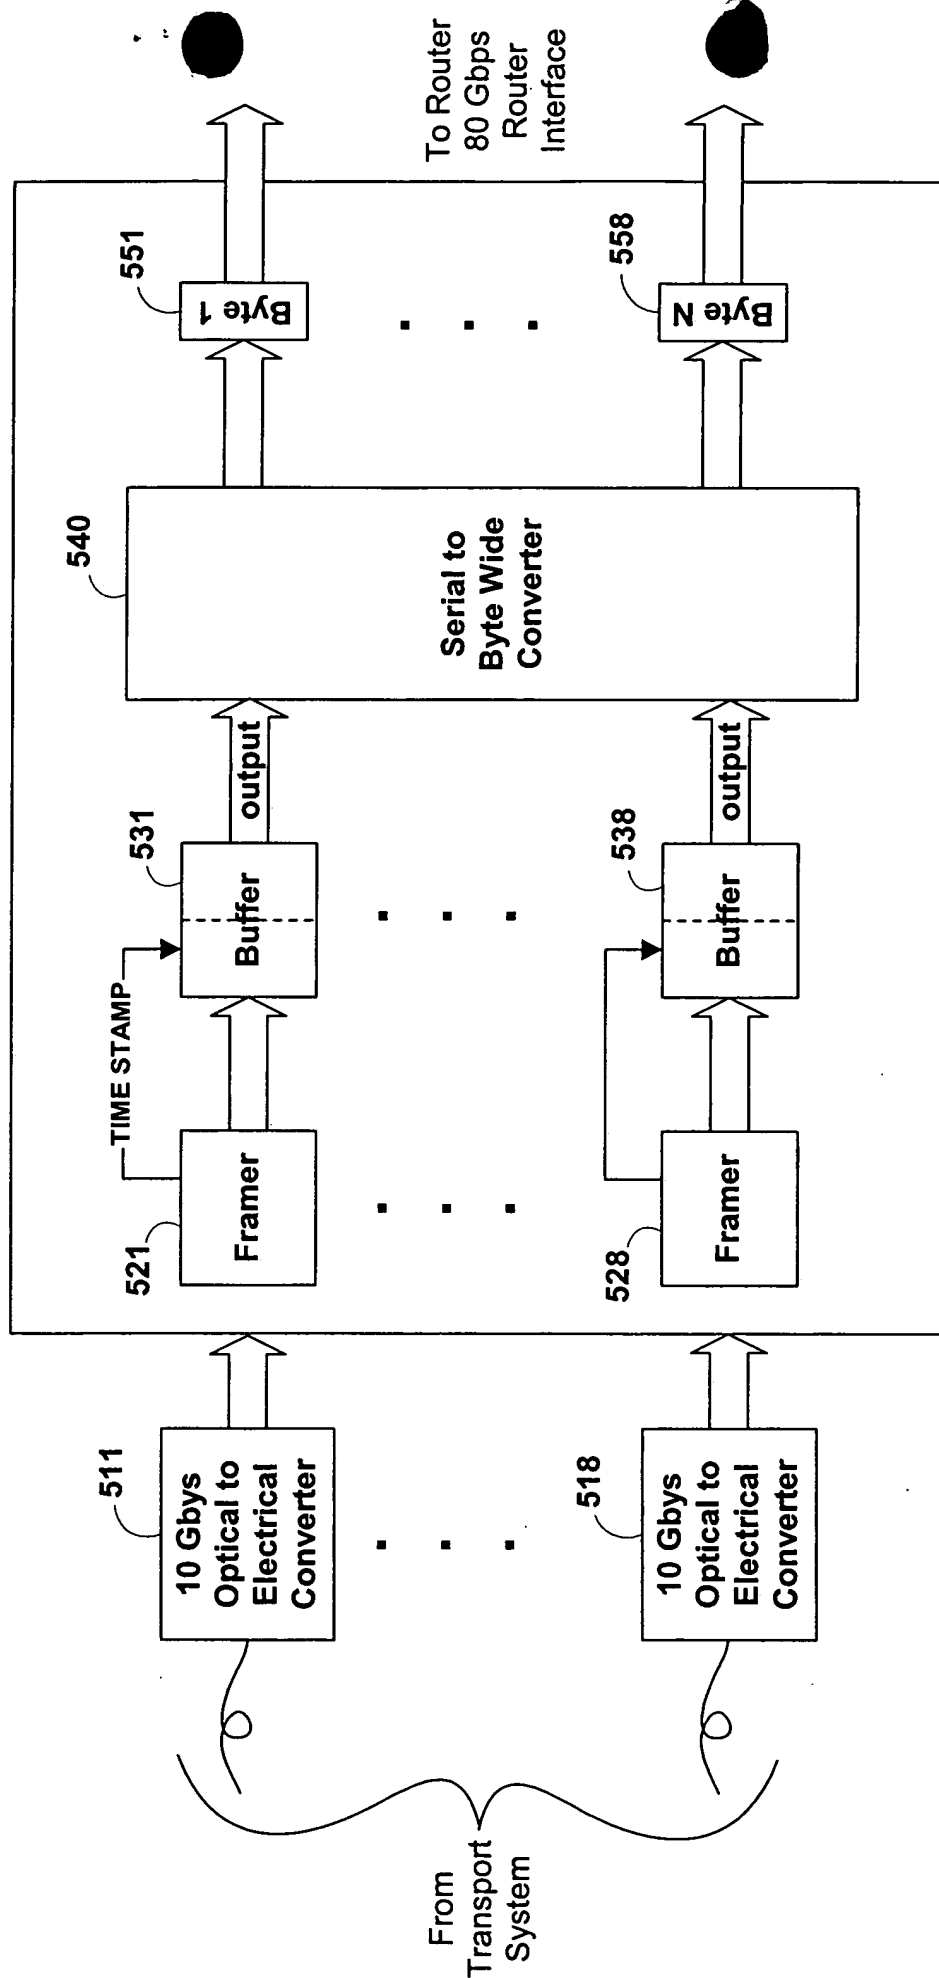 From
Transport
System
511
10 Gbys
Optical to
Electrical
Converter
518
10 Gbys
Optical to
Electrical
Converter
521
Framer
TIME STAMP
531
Buffer
output
528
Framer
538
Buffer
output
540
Serial to
Byte Wide
Converter
551
Byte 1
558
Byte N
To Router
80 Gbps
Router
Interface